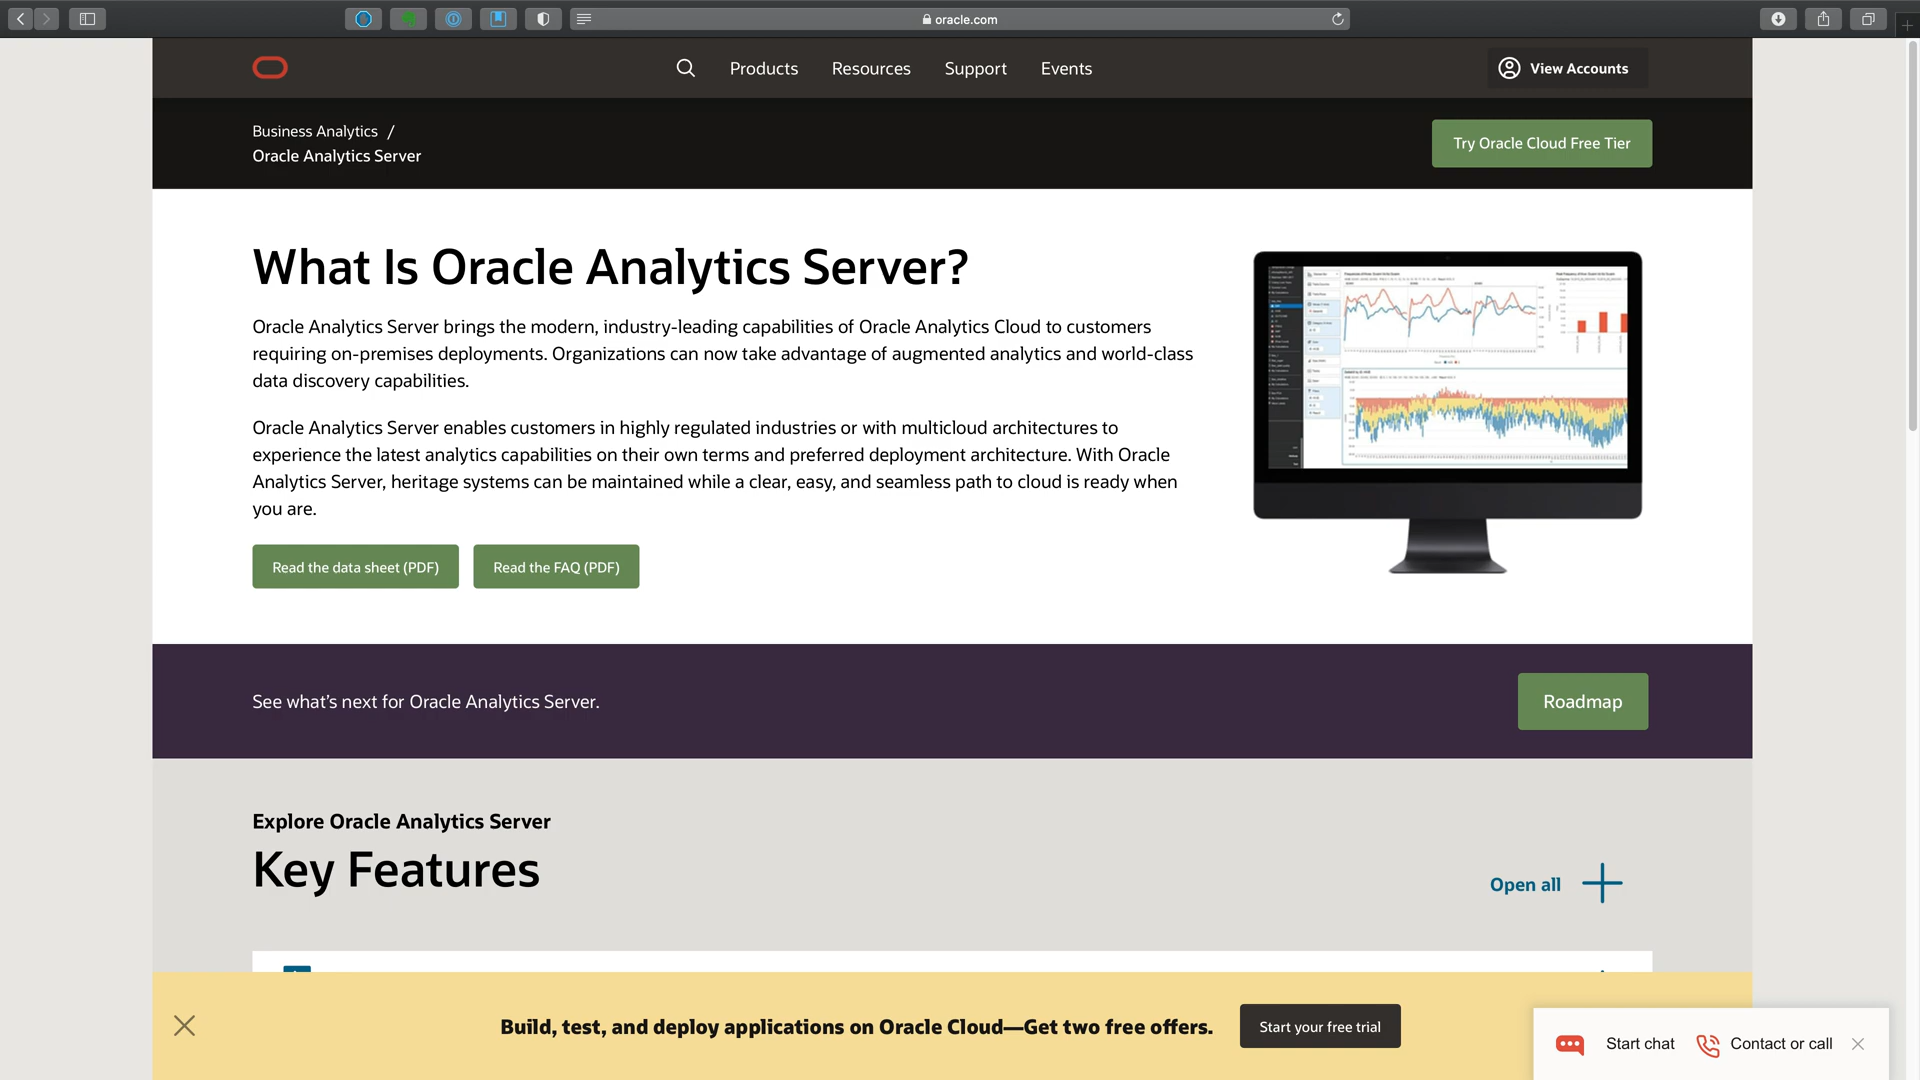 oracle.com
Products
Resources
Support
Events
View Accounts
Business Analytics /
Oracle Analytics Server
Try Oracle Cloud Free Tier
What Is Oracle Analytics Server?
Oracle Analytics Server brings the modern, industry-leading capabilities of Oracle Analytics Cloud to customers
requiring on-premises deployments. Organizations can now take advantage of augmented analytics and world-class
data discovery capabilities.
Oracle Analytics Server enables customers in highly regulated industries or with multicloud architectures to
experience the latest analytics capabilities on their own terms and preferred deployment architecture. With Oracle
Analytics Server, heritage systems can be maintained while a clear, easy, and seamless path to cloud is ready when
you are.
Read the data sheet (PDF)
Read the FAQ (PDF)
See what’s next for Oracle Analytics Server.
Roadmap
Explore Oracle Analytics Server
Key Features
Open all
Build, test, and deploy applications on Oracle Cloud—Get two free offers.
Start your free trial
Start chat
Contact or call